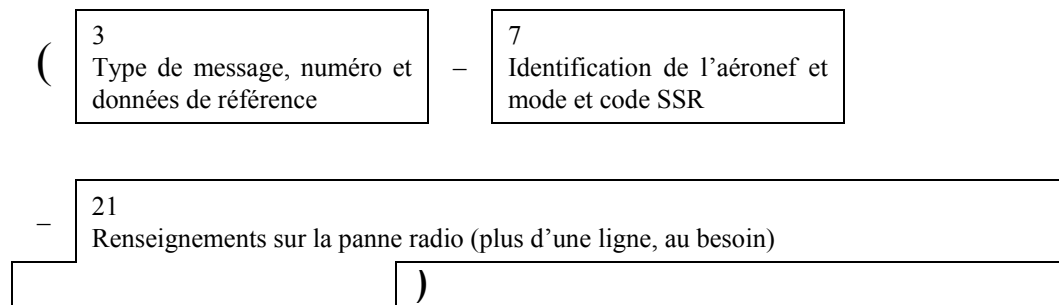 (
3
Type de message, numéro et
données de référence
–
7
Identification de l’aéronef et
mode et code SSR
–
21
Renseignements sur la panne radio (plus d’une ligne, au besoin)
)